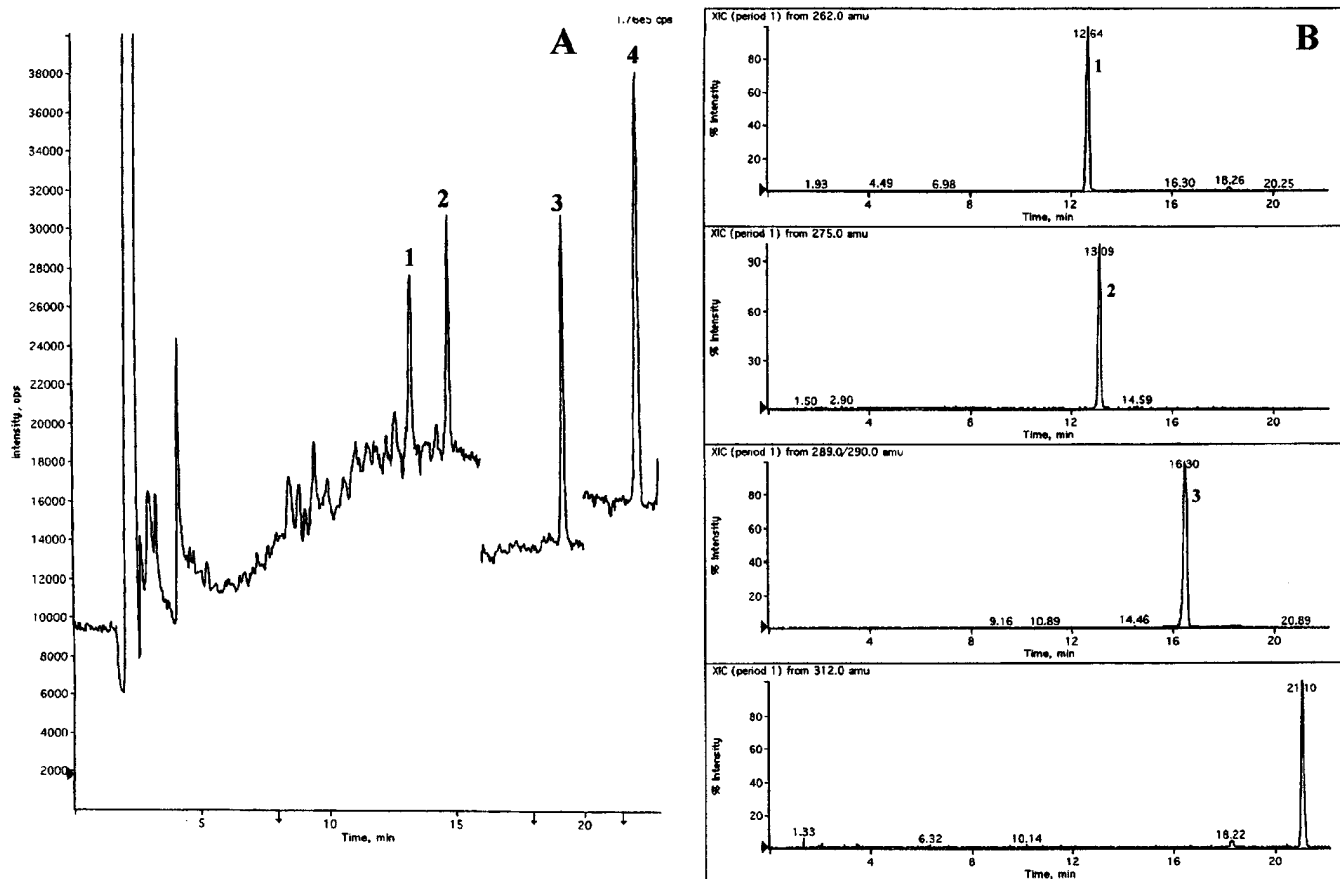 1.76e5 cps
A
4
38000
36000
34000
32000
30000
28000
26000
24000
22000
20000
18000
16000
14000
12000
10000
8000
6000
4000
2000
intensity, cps
1
2
3
5
10
15
20
Time, min
XIC (period 1) from 262.0 amu
B
12.64
1
80
60
40
20
% Intensity
1.93 4.49 6.98 16.30 18.26 20.25
4 8 12 16 20
Time, min
XIC (period 1) from 275.0 amu
13.09
2
90
60
30
% Intensity
1.50 2.90 14.59
4 8 12 16 20
Time, min
XIC (period 1) from 289.0/290.0 amu
16.30
3
80
60
40
20
% Intensity
9.16 10.89 14.46 20.89
4 8 12 16 20
Time, min
XIC (period 1) from 312.0 amu
21.10
80
60
40
20
% Intensity
1.33 6.32 10.14 18.22
4 8 12 16 20
Time, min